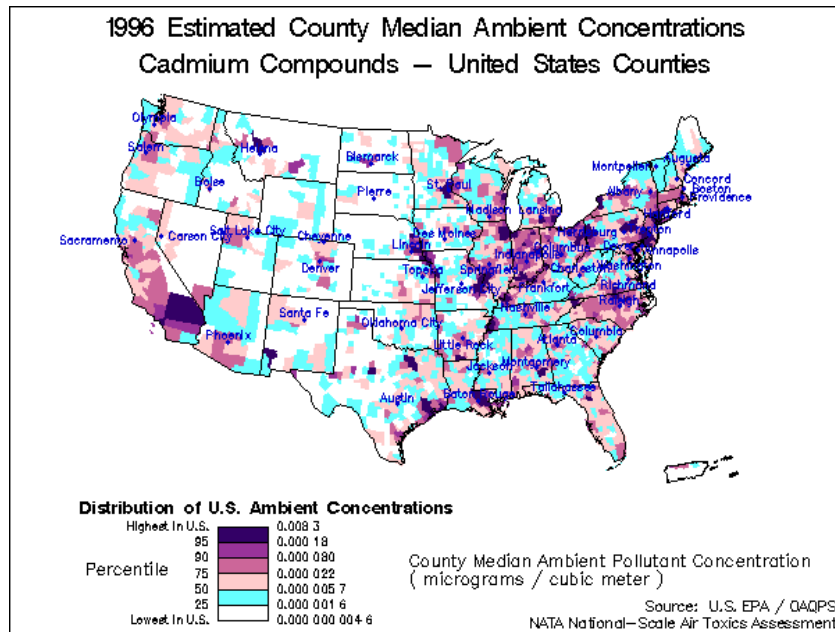 1996 Estimated County Median Ambient Concentrations
Cadmium Compounds — United States Counties
Olympia
Salem
Helena
Boise
Bismarck
Pierre
St. Paul
Madison
Lansing
Montpelier
Augusta
Concord
Boston
Albany
Providence
Hartford
Sacramento
Carson City
Salt Lake City
Cheyenne
Denver
Lincoln
Des Moines
Topeka
Springfield
Indianapolis
Columbus
Harrisburg
Trenton
Annapolis
Jefferson City
Frankfort
Charleston
Washington
Richmond
Raleigh
Nashville
Santa Fe
Phoenix
Oklahoma City
Little Rock
Columbia
Atlanta
Jackson
Montgomery
Tallahassee
Austin
Baton Rouge
Distribution of U.S. Ambient Concentrations
Highest in U.S. 0.008 3
95 0.000 18
90 0.000 080
75 0.000 022
50 0.000 005 7
25 0.000 001 6
Lowest in U.S. 0.000 000 004 6
Percentile
County Median Ambient Pollutant Concentration
( micrograms / cubic meter )
Source: U.S. EPA / OAQPS
NATA National—Scale Air Toxics Assessment